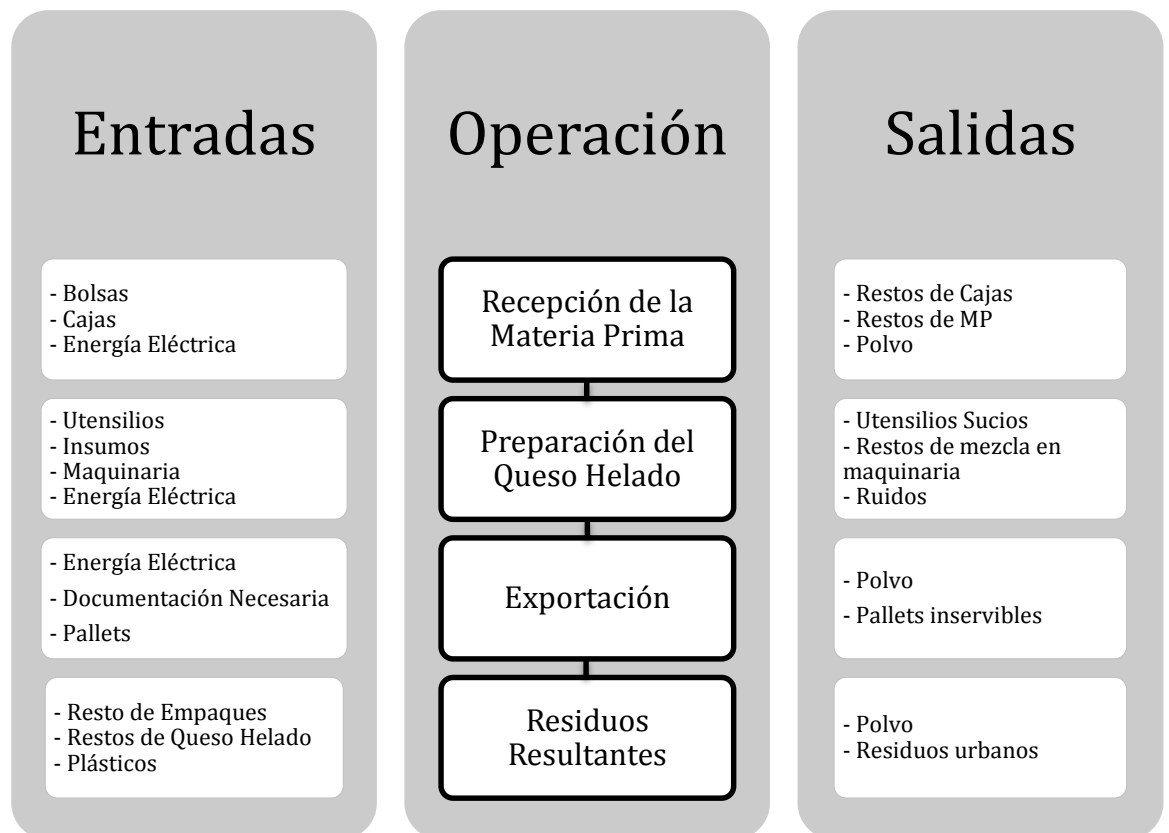 Entradas
- Bolsas
- Cajas
- Energía Eléctrica
- Utensilios
- Insumos
- Maquinaria
- Energía Eléctrica
- Energía Eléctrica
- Documentación Necesaria
- Pallets
- Resto de Empaques
- Restos de Queso Helado
- Plásticos
Operación
Recepción de la
Materia Prima
Preparación del
Queso Helado
Exportación
Residuos
Resultantes
Salidas
- Restos de Cajas
- Restos de MP
- Polvo
- Utensilios Sucios
- Restos de mezcla en
maquinaria
- Ruidos
- Polvo
- Pallets inservibles
- Polvo
- Residuos urbanos